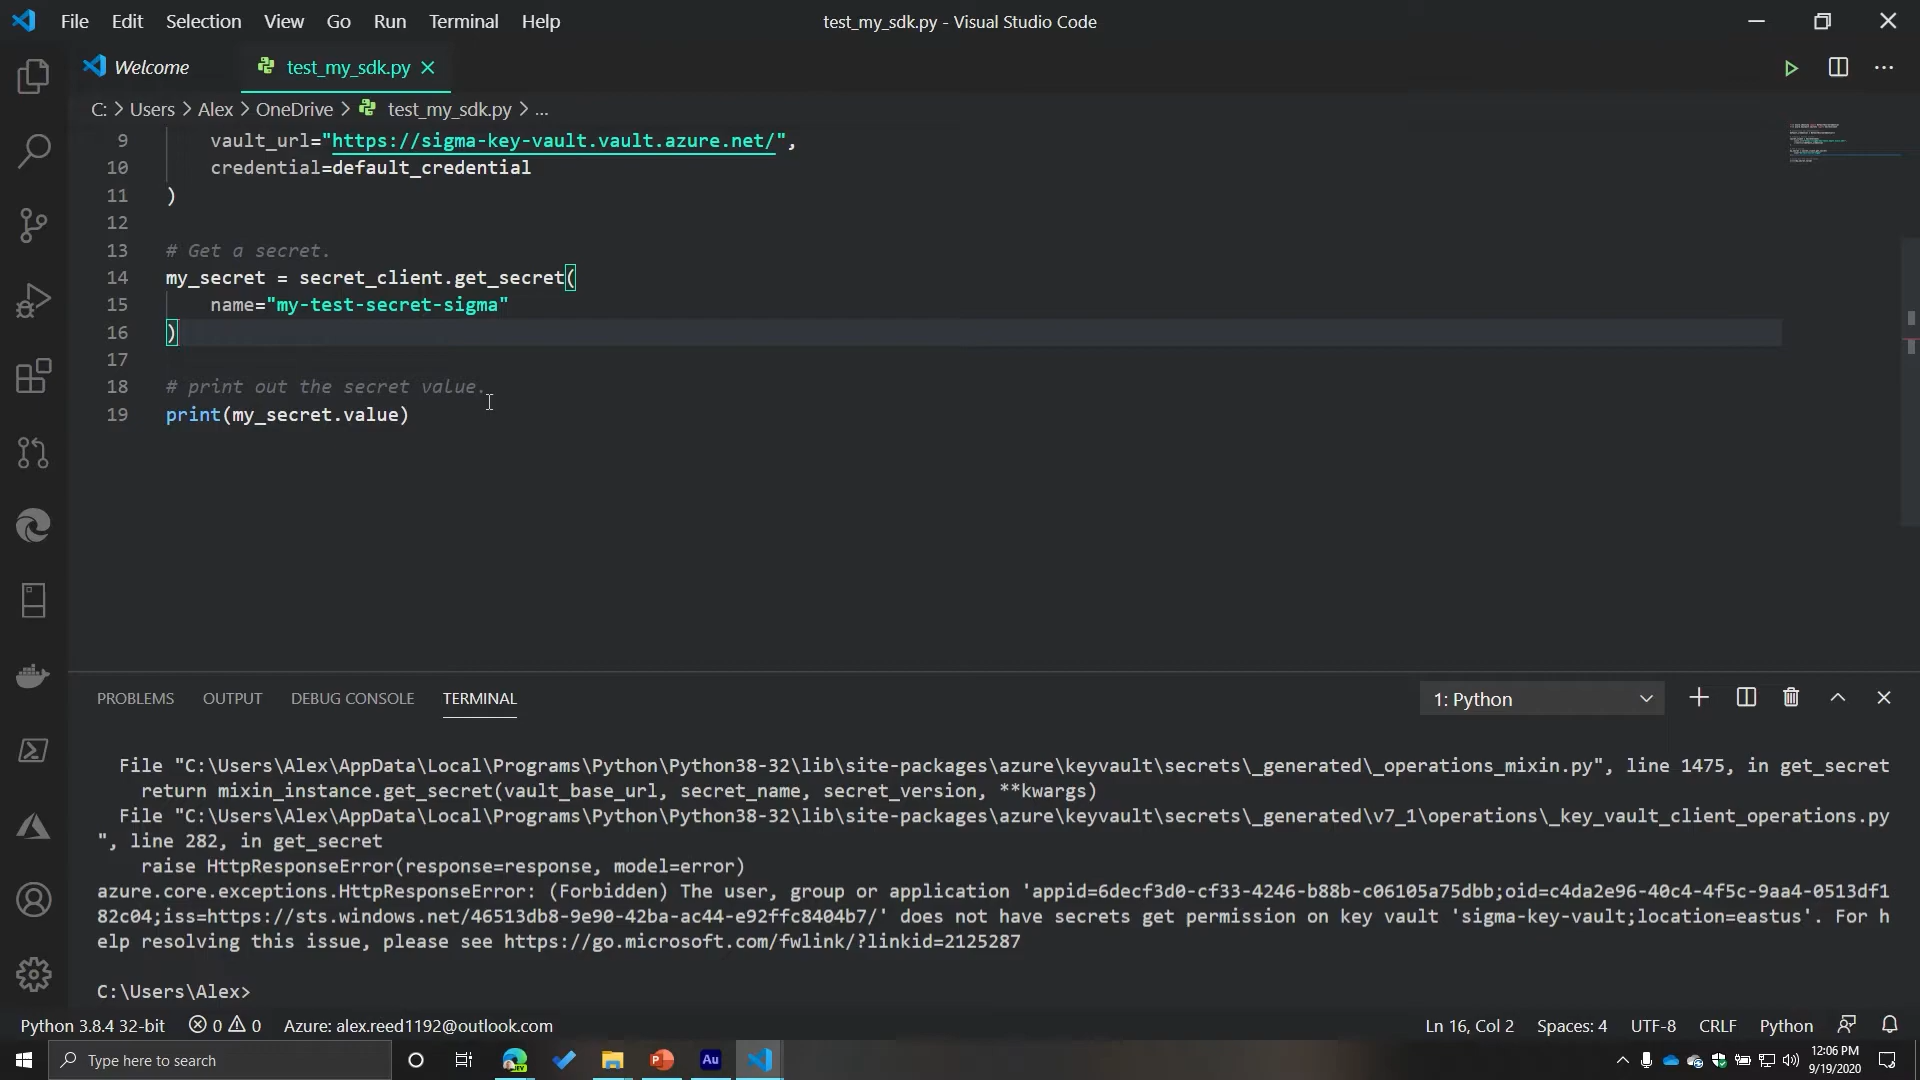 File Edit Selection View Go Run Terminal Help test_my_sdk.py - Visual Studio Code
Welcome test_my_sdk.py
C: > Users > Alex > OneDrive > test_my_sdk.py > ...
9 vault_url="https://sigma-key-vault.vault.azure.net/",
10 credential=default_credential
11 )
12
13 # Get a secret.
14 my_secret = secret_client.get_secret(
15 name="my-test-secret-sigma"
16 )
17
18 # print out the secret value.
19 print(my_secret.value)
PROBLEMS OUTPUT DEBUG CONSOLE TERMINAL 1: Python
File "C:\Users\Alex\AppData\Local\Programs\Python\Python38-32\lib\site-packages\azure\keyvault\secrets\_generated\_operations_mixin.py", line 1475, in get_secret
return mixin_instance.get_secret(vault_base_url, secret_name, secret_version, **kwargs)
File "C:\Users\Alex\AppData\Local\Programs\Python\Python38-32\lib\site-packages\azure\keyvault\secrets\_generated\v7_1\operations\_key_vault_client_operations.py
", line 282, in get_secret
raise HttpResponseError(response=response, model=error)
azure.core.exceptions.HttpResponseError: (Forbidden) The user, group or application 'appid=6decf3d0-cf33-4246-b88b-c06105a75dbb;oid=c4da2e96-40c4-4f5c-9aa4-0513df1
82c04;iss=https://sts.windows.net/46513db8-9e90-42ba-ac44-e92ffc8404b7/' does not have secrets get permission on key vault 'sigma-key-vault;location=eastus'. For h
elp resolving this issue, please see https://go.microsoft.com/fwlink/?linkid=2125287
C:\Users\Alex>
Python 3.8.4 32-bit 0 0 Azure: alex.reed1192@outlook.com Ln 16, Col 2 Spaces: 4 UTF-8 CRLF Python
Type here to search Au 12:06 PM
9/19/2020